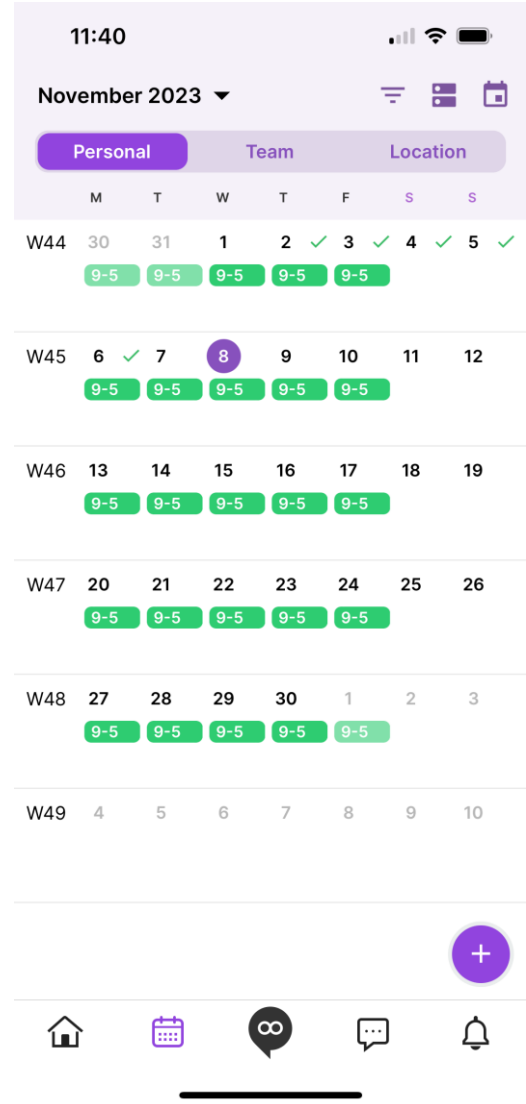 11:40
November 2023
Personal Team Location
M T W T F S S
W44 30 31 1 2 3 4 5
9-5 9-5 9-5 9-5 9-5
W45 6 7 8 9 10 11 12
9-5 9-5 9-5 9-5 9-5
W46 13 14 15 16 17 18 19
9-5 9-5 9-5 9-5 9-5
W47 20 21 22 23 24 25 26
9-5 9-5 9-5 9-5 9-5
W48 27 28 29 30 1 2 3
9-5 9-5 9-5 9-5 9-5
W49 4 5 6 7 8 9 10